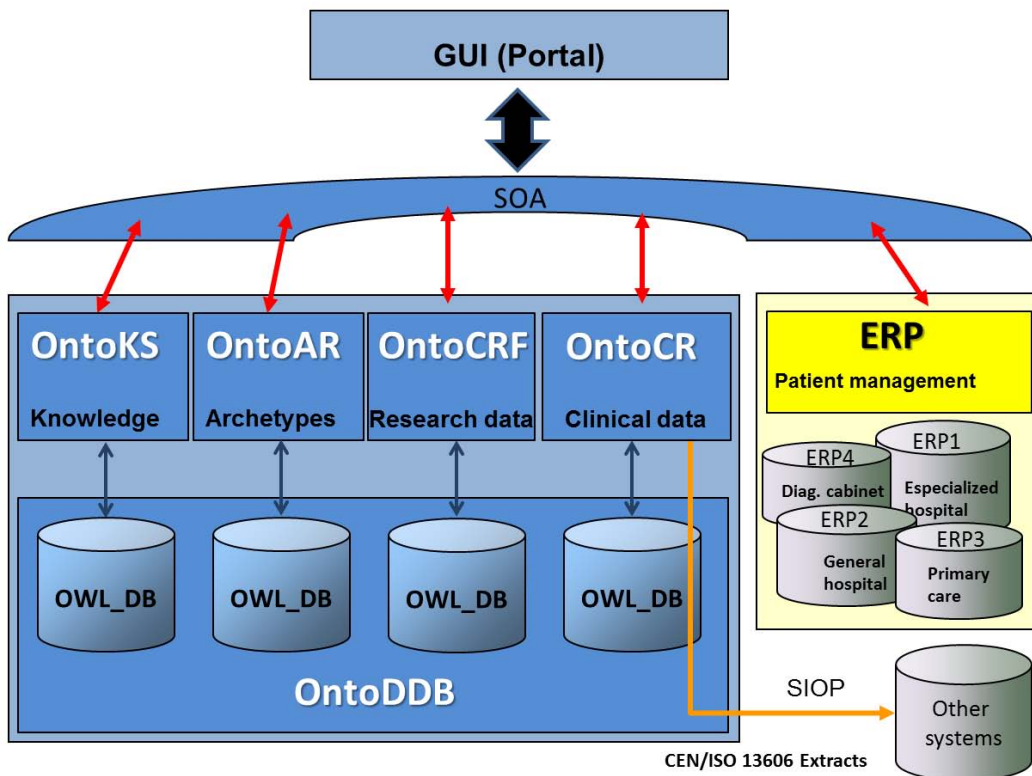 GUI (Portal)
SOA
OntoKS
Knowledge
OntoAR
Archetypes
OntoCRF
Research data
OntoCR
Clinical data
ERP
Patient management
ERP4
Diag. cabinet
ERP1
Especialized
hospital
ERP2
General
hospital
ERP3
Primary
care
OWL_DB
OWL_DB
OWL_DB
OWL_DB
OntoDDB
SIOP
Other
systems
CEN/ISO 13606 Extracts